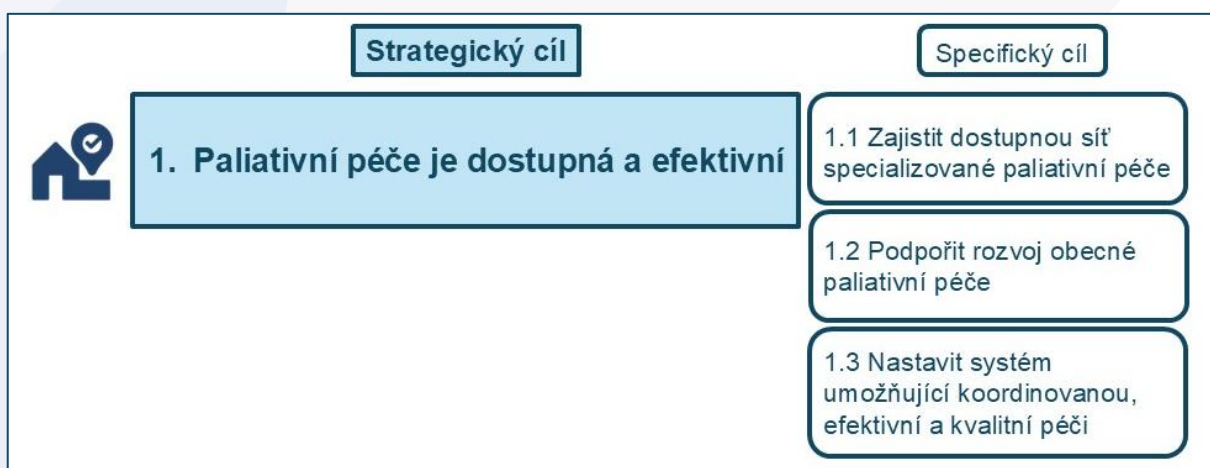 Strategický cíl
Specifický cíl
1. Paliativní péče je dostupná a efektivní
1.1 Zajistit dostupnou síť
specializované paliativní péče
1.2 Podpořit rozvoj obecné
paliativní péče
1.3 Nastavit systém
umožňující koordinovanou,
efektivní a kvalitní péči